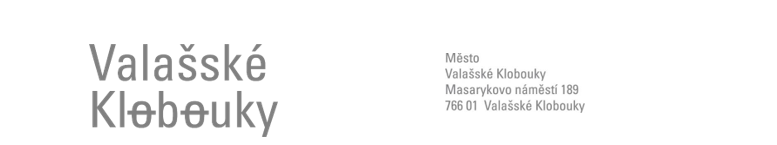 Valašské
Klobouky
Město
Valašské Klobouky
Masarykovo náměstí 189
766 01 Valašské Klobouky